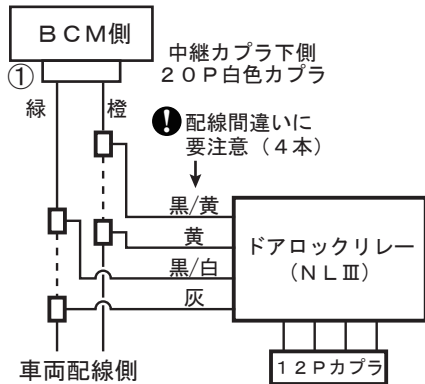 BCM側
①
中継カプラ下側
20P白色カプラ
緑
橙
! 配線間違いに
要注意（4本）
黒/黄
黄
黒/白
灰
ドアロックリレー
（NLⅢ）
車両配線側
12Pカプラ